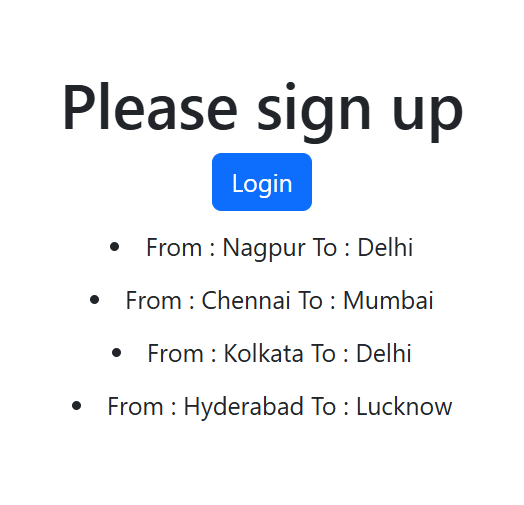 Please sign up
Login
• From : Nagpur To : Delhi
• From : Chennai To : Mumbai
• From : Kolkata To : Delhi
• From : Hyderabad To : Lucknow